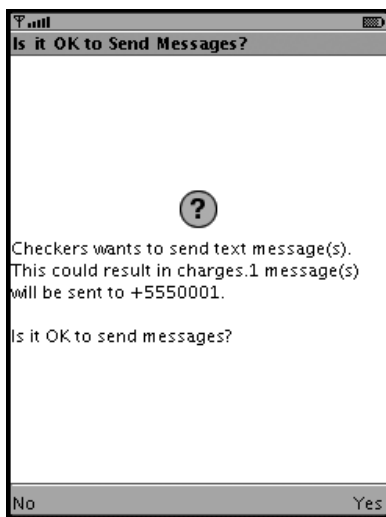 Is it OK to Send Messages?
?
Checkers wants to send text message(s).
This could result in charges.1 message(s)
will be sent to +5550001.
Is it OK to send messages?
No Yes